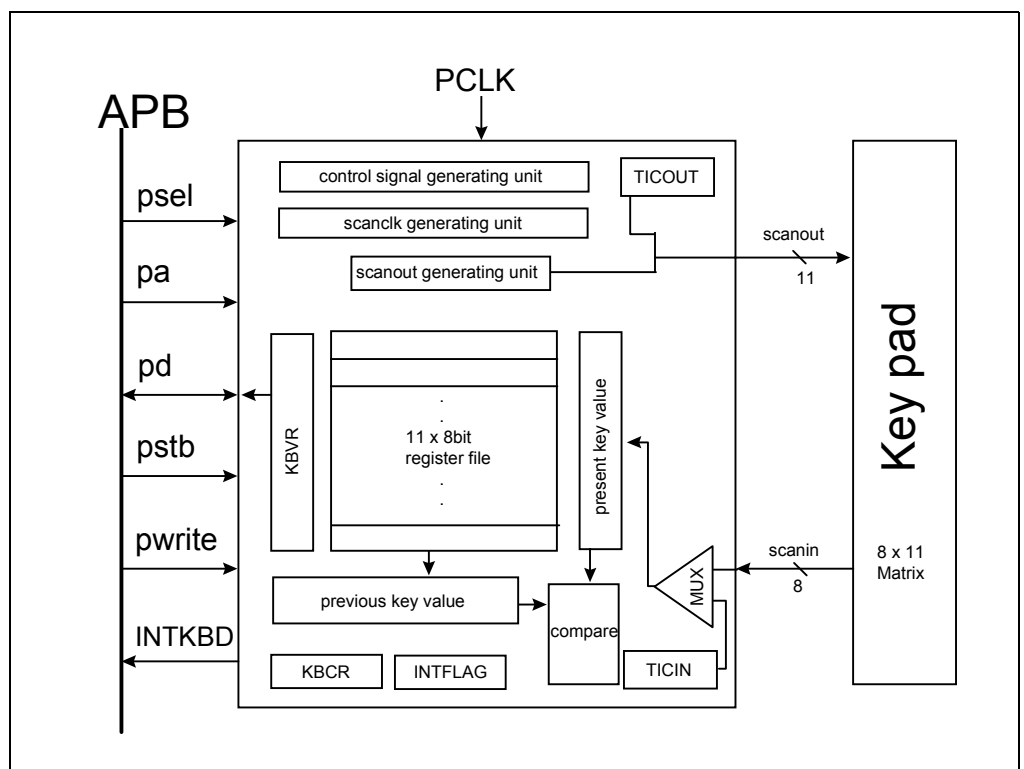 PCLK
APB
control signal generating unit
TICOUT
psel
scanclk generating unit
scanout
scanout generating unit
11
pa
pd
KBVR
.
.
11 x 8bit
register file
.
.
present key value
Key pad
pstb
pwrite
scanin
8
8 x 11
Matrix
MUX
previous key value
compare
INTKBD
KBCR
INTFLAG
TICIN